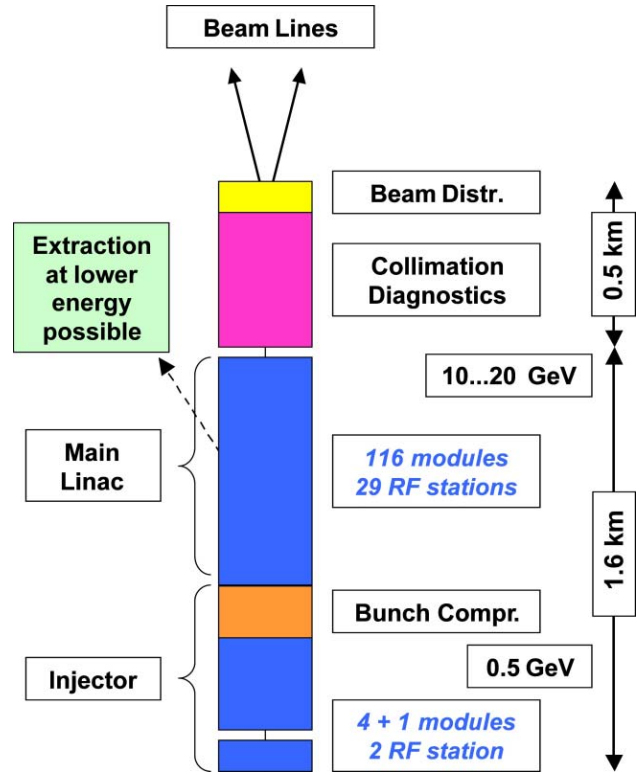 Beam Lines
Beam Distr.
Extraction
at lower
energy
possible
Collimation
Diagnostics
0.5 km
10...20 GeV
Main
Linac
116 modules
29 RF stations
1.6 km
Bunch Compr.
Injector
0.5 GeV
4 + 1 modules
2 RF station